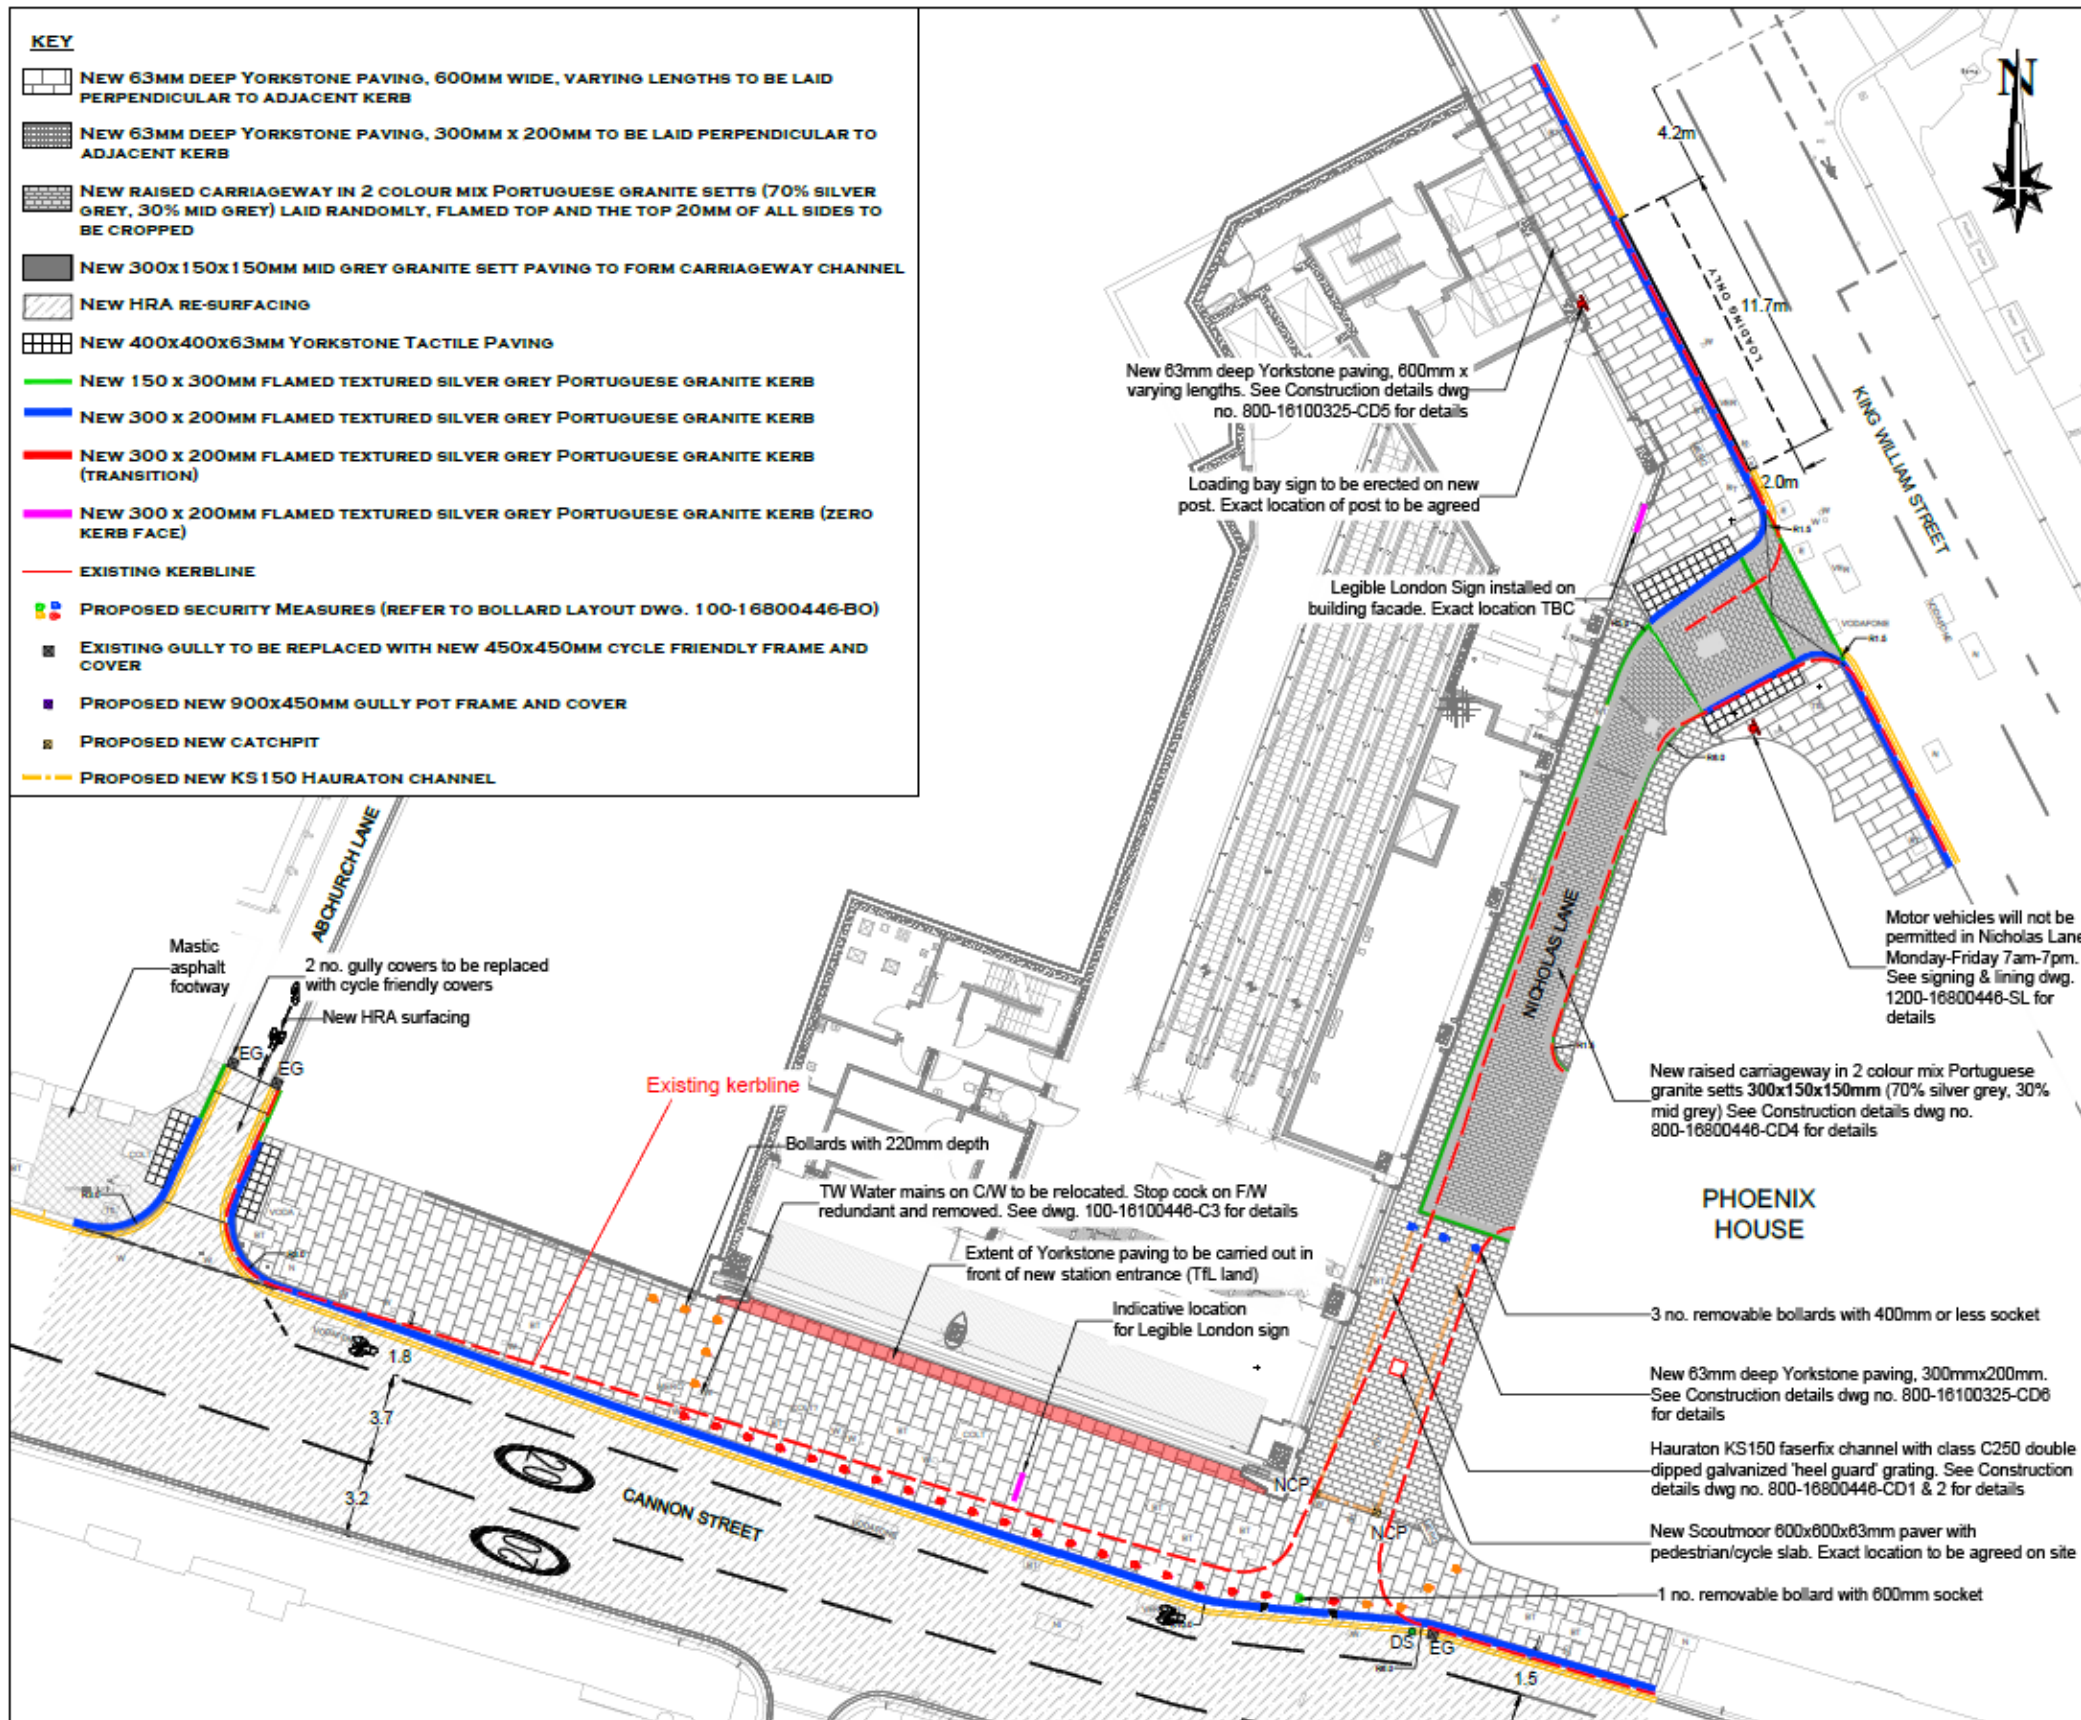 KEY
NEW 63MM DEEP YORKSTONE PAVING, 600MM WIDE, VARYING LENGTHS TO BE LAID
PERPENDICULAR TO ADJACENT KERB
NEW 63MM DEEP YORKSTONE PAVING, 300MM X 200MM TO BE LAID PERPENDICULAR TO
ADJACENT KERB
NEW RAISED CARRIAGEWAY IN 2 COLOUR MIX PORTUGUESE GRANITE SETTS (70% SILVER
GREY, 30% MID GREY) LAID RANDOMLY, FLAMED TOP AND THE TOP 20MM OF ALL SIDES TO
BE CROPPED
NEW 300X150X150MM MID GREY GRANITE SETT PAVING TO FORM CARRIAGEWAY CHANNEL
NEW HRA RE-SURFACING
NEW 400X400X63MM YORKSTONE TACTILE PAVING
NEW 150 X 300MM FLAMED TEXTURED SILVER GREY PORTUGUESE GRANITE KERB
NEW 300 X 200MM FLAMED TEXTURED SILVER GREY PORTUGUESE GRANITE KERB
NEW 300 X 200MM FLAMED TEXTURED SILVER GREY PORTUGUESE GRANITE KERB
(TRANSITION)
NEW 300 X 200MM FLAMED TEXTURED SILVER GREY PORTUGUESE GRANITE KERB (ZERO
KERB FACE)
EXISTING KERBLINE
PROPOSED SECURITY MEASURES (REFER TO BOLLARD LAYOUT DWG. 100-16800446-BO)
EXISTING GULLY TO BE REPLACED WITH NEW 450X450MM CYCLE FRIENDLY FRAME AND
COVER
PROPOSED NEW 900X450MM GULLY POT FRAME AND COVER
PROPOSED NEW CATCHPIT
PROPOSED NEW KS150 HAURATON CHANNEL
N
4.2m
11.7m
LOADING ONLY
2.0m
KING WILLIAM STREET
New 63mm deep Yorkstone paving, 600mm x
varying lengths. See Construction details dwg
no. 800-16100325-CD5 for details
Loading bay sign to be erected on new
post. Exact location of post to be agreed
Legible London Sign installed on
building facade. Exact location TBC
R1.5
VODAFONE
R1.5
NICHOLAS LANE
Motor vehicles will not be
permitted in Nicholas Lane
Monday-Friday 7am-7pm.
See signing & lining dwg.
1200-16800446-SL for
details
New raised carriageway in 2 colour mix Portuguese
granite setts 300x150x150mm (70% silver grey, 30%
mid grey) See Construction details dwg no.
800-16800446-CD4 for details
PHOENIX
HOUSE
3 no. removable bollards with 400mm or less socket
New 63mm deep Yorkstone paving, 300mmx200mm.
See Construction details dwg no. 800-16100325-CD6
for details
Hauraton KS150 faserfix channel with class C250 double
dipped galvanized 'heel guard' grating. See Construction
details dwg no. 800-16800446-CD1 & 2 for details
New Scoutmoor 600x600x63mm paver with
pedestrian/cycle slab. Exact location to be agreed on site
1 no. removable bollard with 600mm socket
ABCHURCH LANE
Mastic
asphalt
footway
2 no. gully covers to be replaced
with cycle friendly covers
New HRA surfacing
EG
EG
Existing kerbline
Bollards with 220mm depth
TW Water mains on C/W to be relocated. Stop cock on F/W
redundant and removed. See dwg. 100-16100446-C3 for details
Extent of Yorkstone paving to be carried out in
front of new station entrance (TfL land)
Indicative location
for Legible London sign
1.8
3.7
3.2
20
20
CANNON STREET
NCP
NCP
DS
EG
1.5